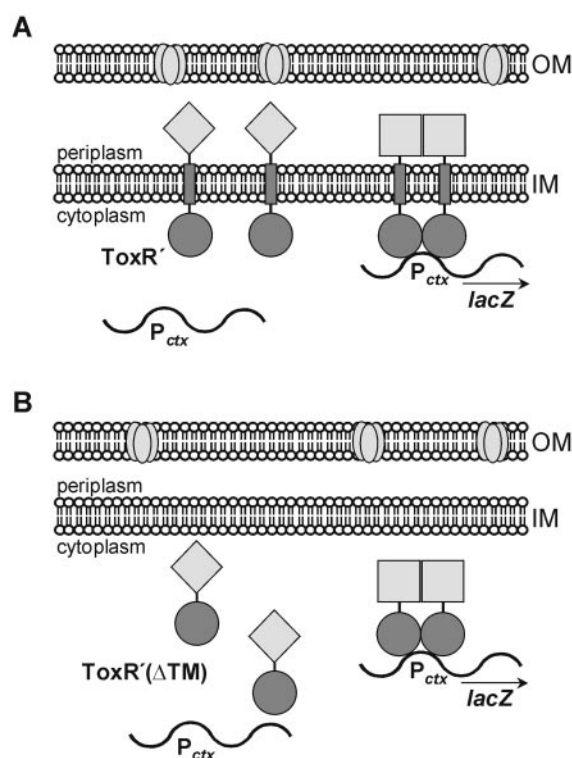 A
OM
periplasm
IM
cytoplasm
ToxR´
Pctx
lacZ
Pctx
B
OM
periplasm
IM
cytoplasm
ToxR´(ΔTM)
Pctx
lacZ
Pctx